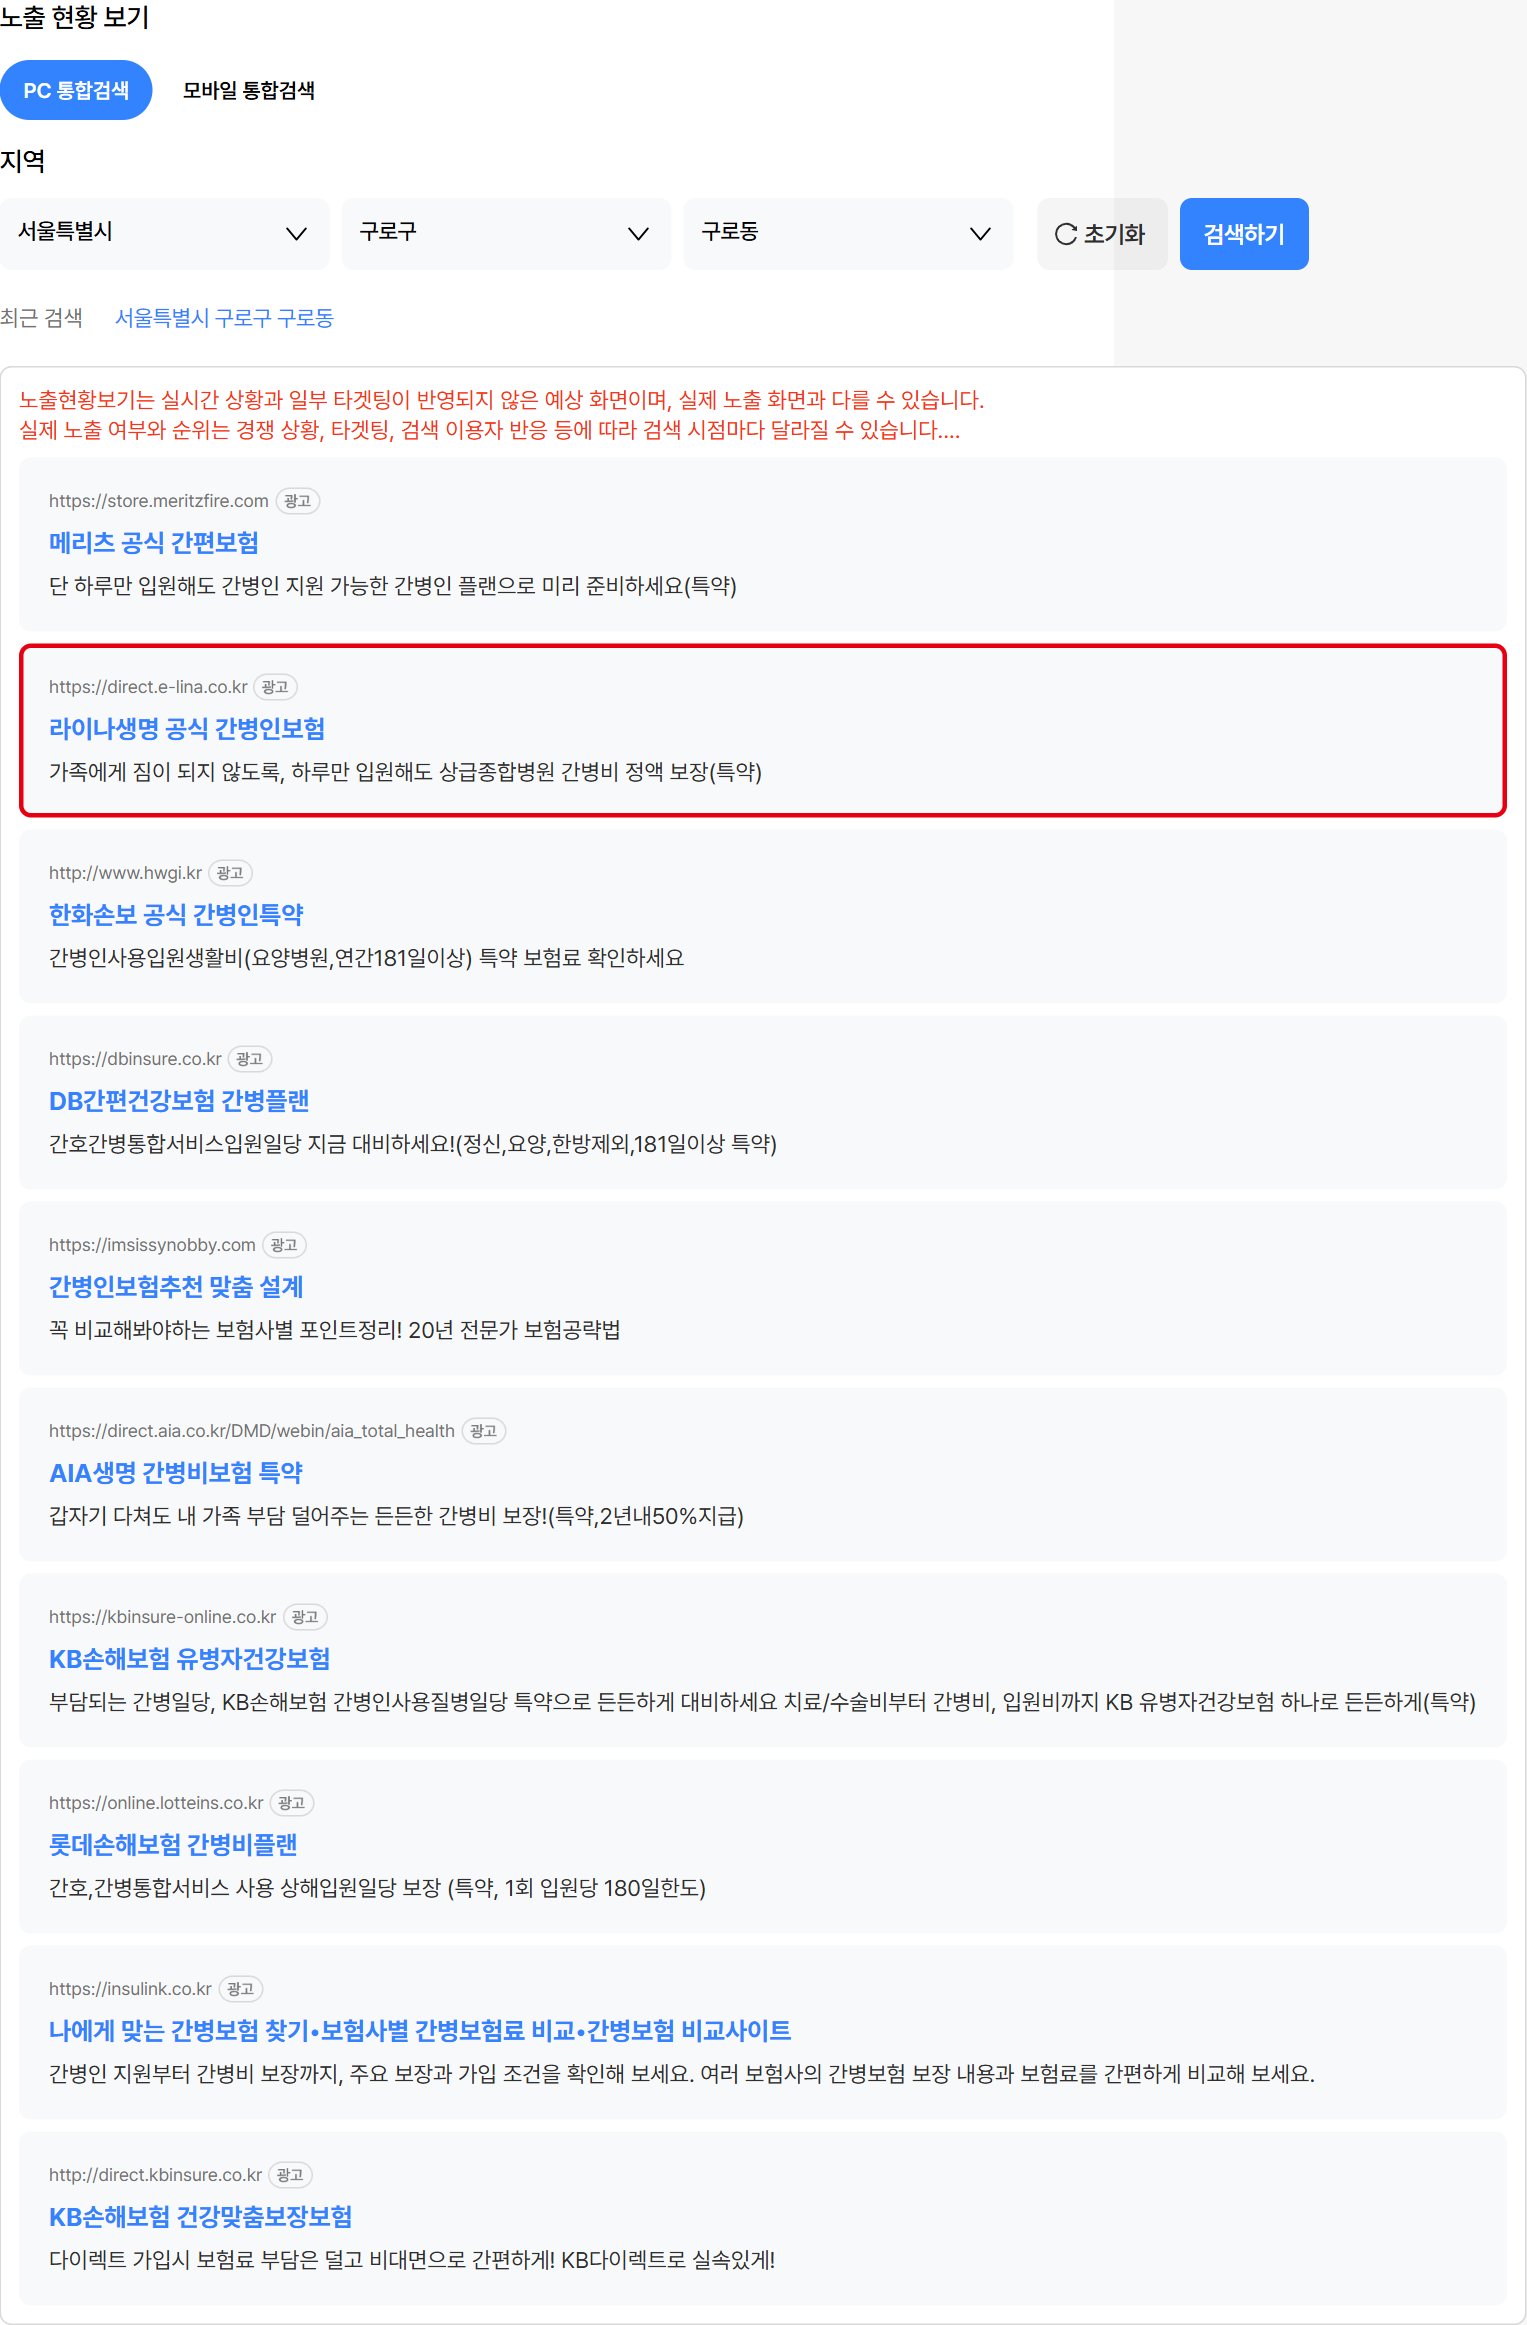 노출 현황 보기
PC 통합검색 모바일 통합검색
지역
서울특별시 구로구 구로동 초기화 검색하기
최근 검색 서울특별시 구로구 구로동
노출현황보기는 실시간 상황과 일부 타겟팅이 반영되지 않은 예상 화면이며, 실제 노출 화면과 다를 수 있습니다.
실제 노출 여부와 순위는 경쟁 상황, 타겟팅, 검색 이용자 반응 등에 따라 검색 시점마다 달라질 수 있습니다....
https://store.meritzfire.com 광고
메리츠 공식 간편보험
단 하루만 입원해도 간병인 지원 가능한 간병인 플랜으로 미리 준비하세요(특약)
https://direct.e-lina.co.kr 광고
라이나생명 공식 간병인보험
가족에게 짐이 되지 않도록, 하루만 입원해도 상급종합병원 간병비 정액 보장(특약)
http://www.hwgi.kr 광고
한화손보 공식 간병인특약
간병인사용입원생활비(요양병원,연간181일이상) 특약 보험료 확인하세요
https://dbinsure.co.kr 광고
DB간편건강보험 간병플랜
간호간병통합서비스입원일당 지금 대비하세요!(정신,요양,한방제외,181일이상 특약)
https://imsissynobby.com 광고
간병인보험추천 맞춤 설계
꼭 비교해봐야하는 보험사별 포인트정리! 20년 전문가 보험공략법
https://direct.aia.co.kr/DMD/webin/aia_total_health 광고
AIA생명 간병비보험 특약
갑자기 다쳐도 내 가족 부담 덜어주는 든든한 간병비 보장!(특약,2년내50%지급)
https://kbinsure-online.co.kr 광고
KB손해보험 유병자건강보험
부담되는 간병일당, KB손해보험 간병인사용질병일당 특약으로 든든하게 대비하세요 치료/수술비부터 간병비, 입원비까지 KB 유병자건강보험 하나로 든든하게(특약)
https://online.lotteins.co.kr 광고
롯데손해보험 간병비플랜
간호,간병통합서비스 사용 상해입원일당 보장 (특약, 1회 입원당 180일한도)
https://insulink.co.kr 광고
나에게 맞는 간병보험 찾기•보험사별 간병보험료 비교•간병보험 비교사이트
간병인 지원부터 간병비 보장까지, 주요 보장과 가입 조건을 확인해 보세요. 여러 보험사의 간병보험 보장 내용과 보험료를 간편하게 비교해 보세요.
http://direct.kbinsure.co.kr 광고
KB손해보험 건강맞춤보장보험
다이렉트 가입시 보험료 부담은 덜고 비대면으로 간편하게! KB다이렉트로 실속있게!